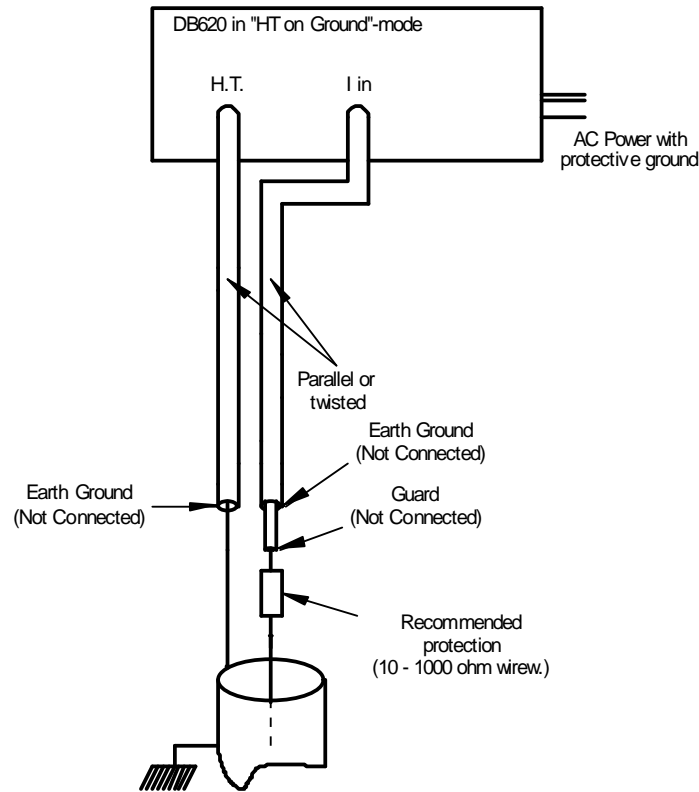 DB620 in "HT on Ground"-mode
H.T.
I in
AC Power with
protective ground
Parallel or
twisted
Earth Ground
(Not Connected)
Earth Ground
(Not Connected)
Guard
(Not Connected)
Recommended
protection
(10 - 1000 ohm wirew.)